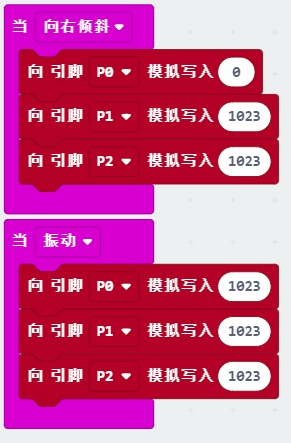 当 向右倾斜
向 引脚 P0 模拟写入 0
向 引脚 P1 模拟写入 1023
向 引脚 P2 模拟写入 1023
当 振动
向 引脚 P0 模拟写入 1023
向 引脚 P1 模拟写入 1023
向 引脚 P2 模拟写入 1023